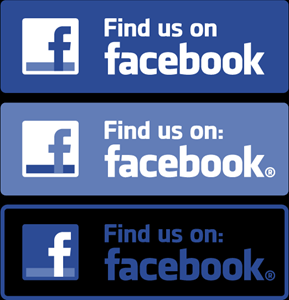 f
Find us on
facebook
f
Find us on:
facebook®
f
Find us on:
facebook®